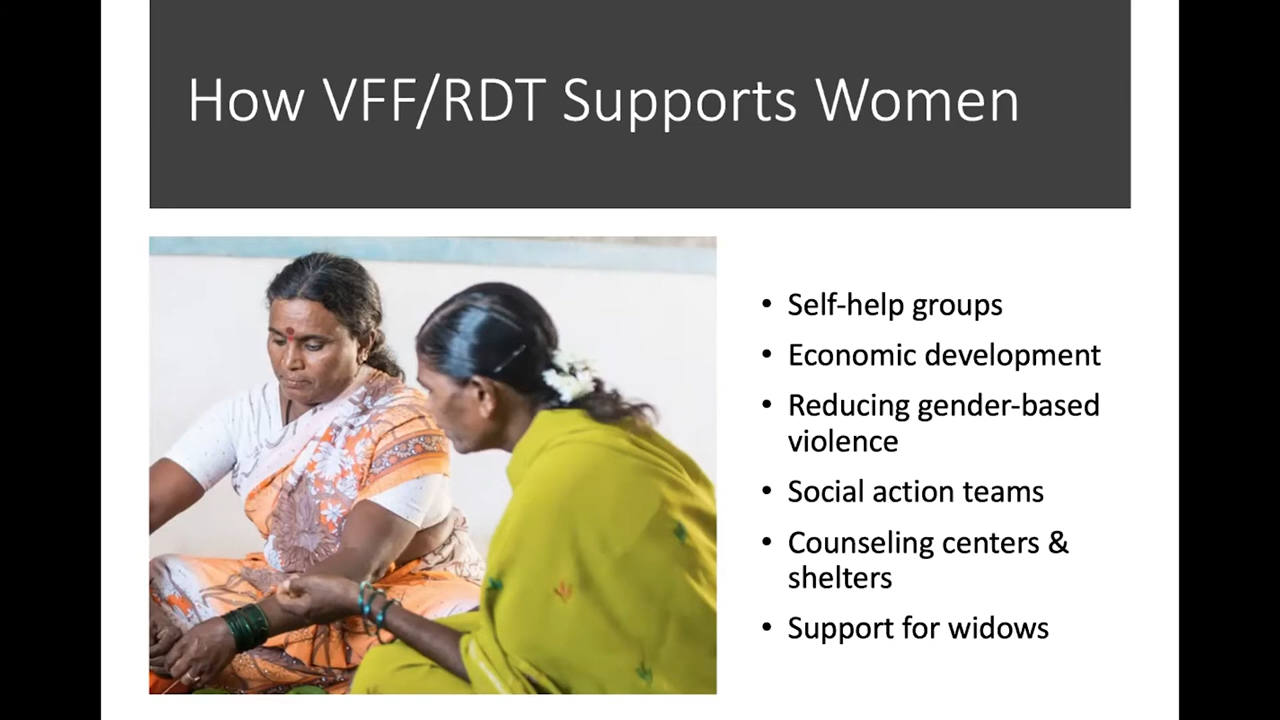 How VFF/RDT Supports Women
• Self-help groups
• Economic development
• Reducing gender-based
violence
• Social action teams
• Counseling centers &
shelters
• Support for widows